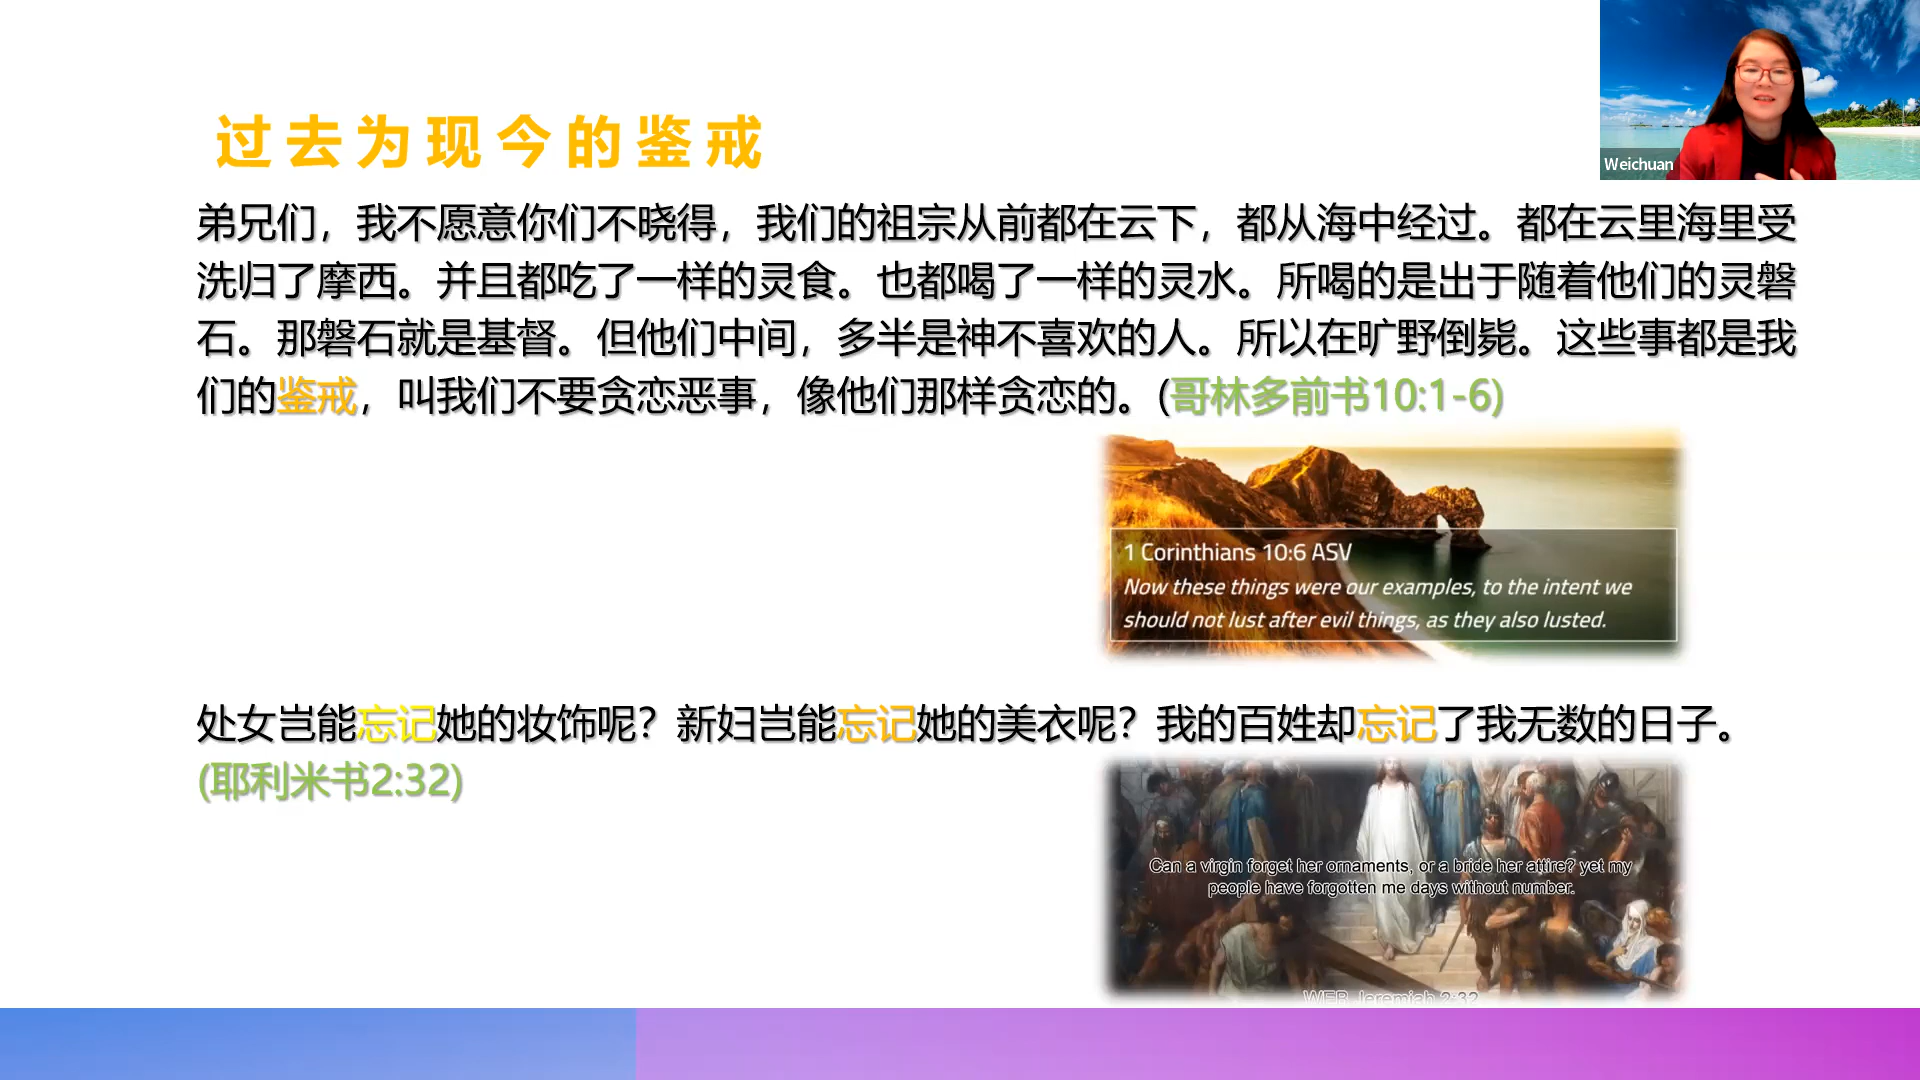 过去为现今的鉴戒
Weichuan
弟兄们，我不愿意你们不晓得，我们的祖宗从前都在云下，都从海中经过。都在云里海里受
洗归了摩西。并且都吃了一样的灵食。也都喝了一样的灵水。所喝的是出于随着他们的灵磐
石。那磐石就是基督。但他们中间，多半是神不喜欢的人。所以在旷野倒毙。这些事都是我
们的鉴戒，叫我们不要贪恋恶事，像他们那样贪恋的。(哥林多前书10:1-6)
1 Corinthians 10:6 ASV
Now these things were our examples, to the intent we
should not lust after evil things, as they also lusted.
处女岂能忘记她的妆饰呢？新妇岂能忘记她的美衣呢？我的百姓却忘记了我无数的日子。
(耶利米书2:32)
Can a virgin forget her ornaments, or a bride her attire? yet my
people have forgotten me days without number.
WEB Jeremiah 2:32